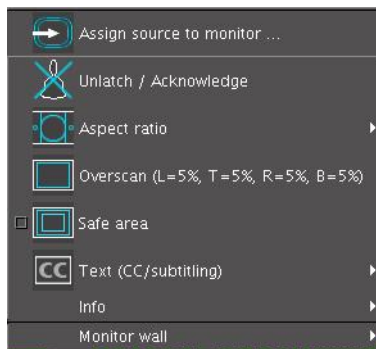 Assign source to monitor ...
Unlatch / Acknowledge
Aspect ratio
Overscan (L=5%, T=5%, R=5%, B=5%)
Safe area
CC Text (CC/subtitling)
Info
Monitor wall